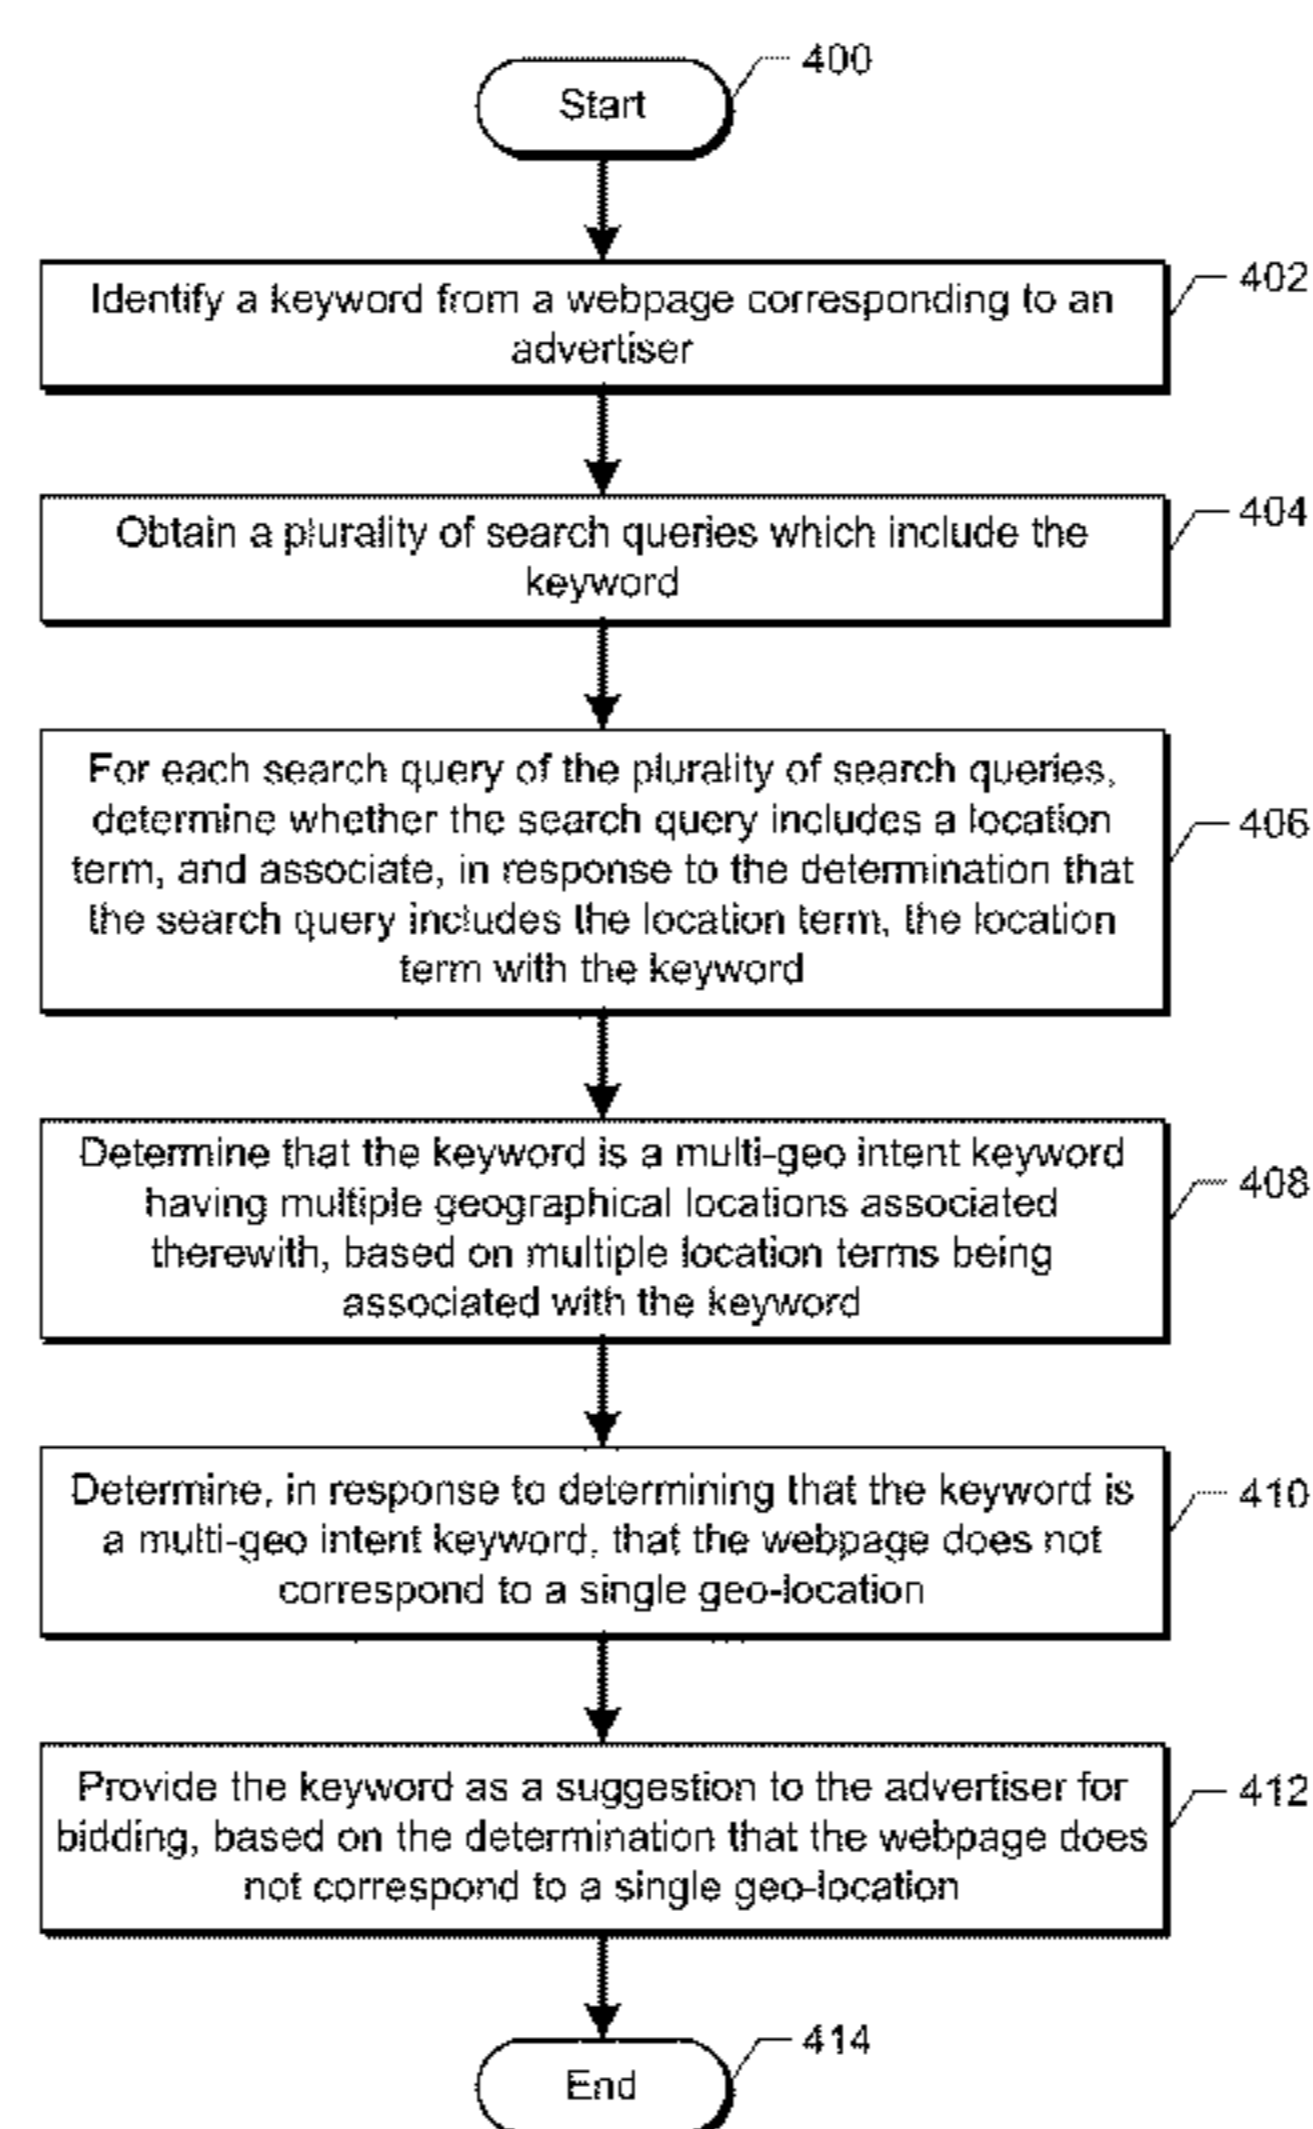 400
Start
402
Identify a keyword from a webpage corresponding to an
advertiser
404
Obtain a plurality of search queries which include the
keyword
For each search query of the plurality of search queries,
determine whether the search query includes a location
term, and associate, in response to the determination that
the search query includes the location term, the location
term with the keyword
406
Determine that the keyword is a multi-geo intent keyword
having multiple geographical locations associated
therewith, based on multiple location terms being
associated with the keyword
408
Determine, in response to determining that the keyword is
a multi-geo intent keyword, that the webpage does not
correspond to a single geo-location
410
Provide the keyword as a suggestion to the advertiser for
bidding, based on the determination that the webpage does
not correspond to a single geo-location
412
414
End